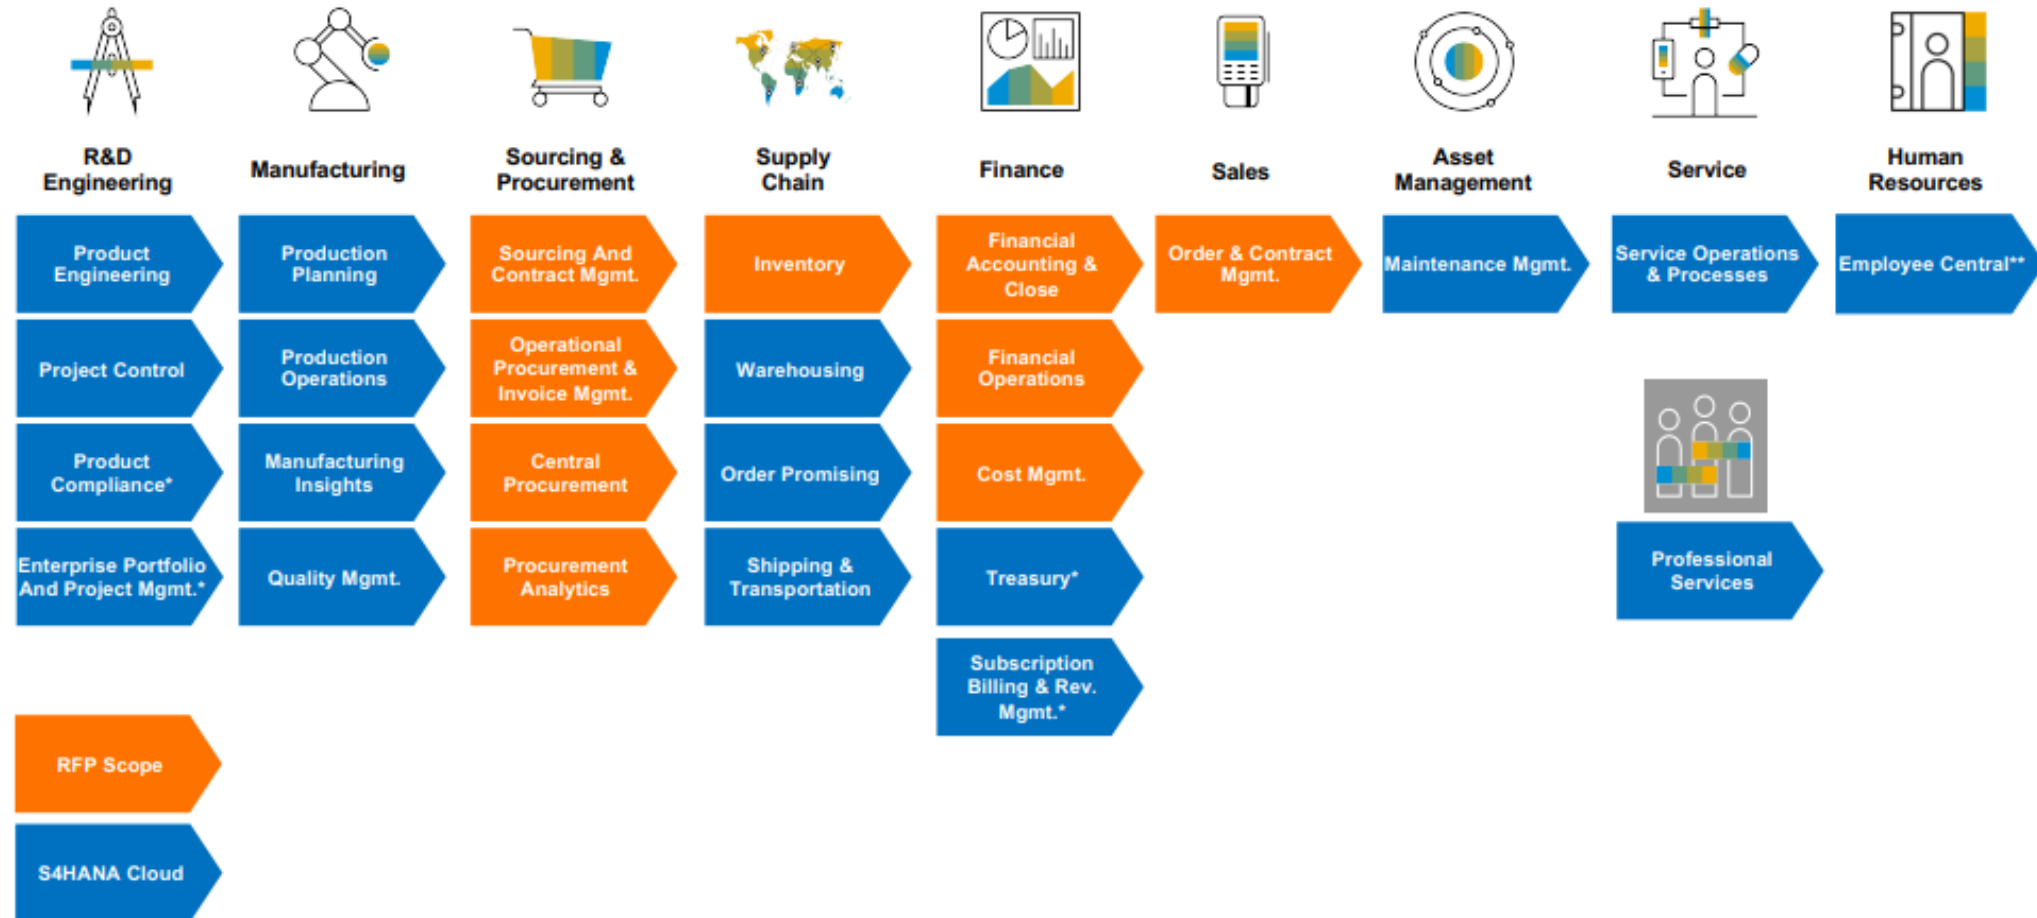 R&D
Engineering
Manufacturing
Sourcing &
Procurement
Supply
Chain
Finance
Sales
Asset
Management
Service
Human
Resources
Product
Engineering
Project Control
Product
Compliance*
Enterprise Portfolio
And Project Mgmt.*
Production
Planning
Production
Operations
Manufacturing
Insights
Quality Mgmt.
Sourcing And
Contract Mgmt.
Operational
Procurement &
Invoice Mgmt.
Central
Procurement
Procurement
Analytics
Inventory
Warehousing
Order Promising
Shipping &
Transportation
Financial
Accounting &
Close
Financial
Operations
Cost Mgmt.
Treasury*
Subscription
Billing & Rev.
Mgmt.*
Order & Contract
Mgmt.
Maintenance Mgmt.
Service Operations
& Processes
Professional
Services
Employee Central**
RFP Scope
S4HANA Cloud